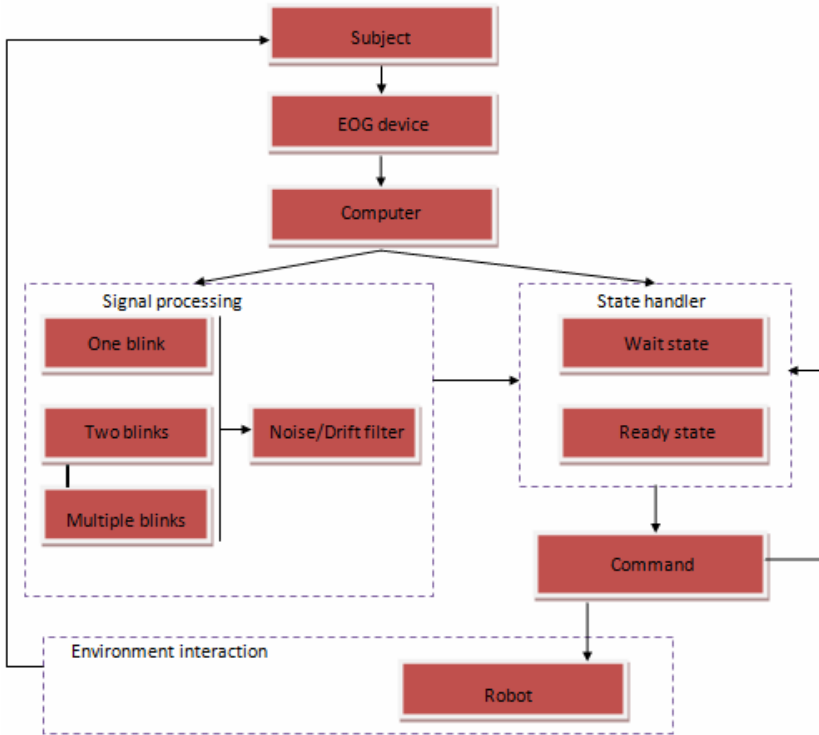 Subject
EOG device
Computer
Signal processing
One blink
Two blinks
Multiple blinks
Noise/Drift filter
State handler
Wait state
Ready state
Command
Environment interaction
Robot